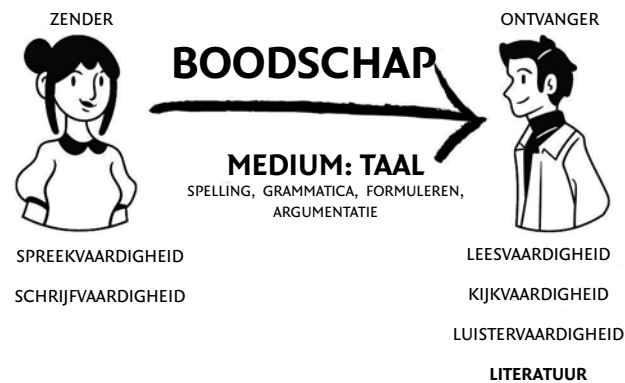 ZENDER
ONTVANGER
BOODSCHAP
MEDIUM: TAAL
SPELLING, GRAMMATICA, FORMULEREN,
ARGUMENTATIE
SPREEKVAARDIGHEID
SCHRIJFVAARDIGHEID
LEESVAARDIGHEID
KIJKVAARDIGHEID
LUISTERVAARDIGHEID
LITERATUUR